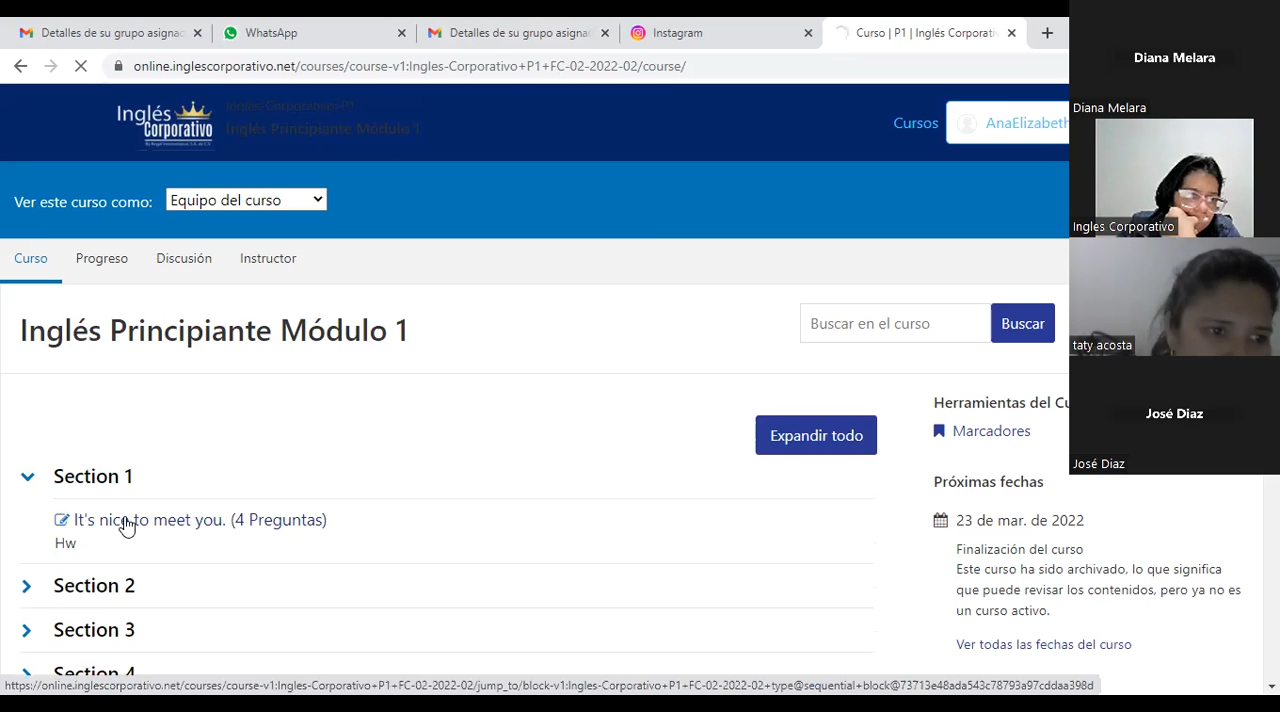 Detalles de su grupo asigna
WhatsApp
Detalles de su grupo asigna
Instagram
Curso | P1 | Inglés Corporati
online.inglescorporativo.net/courses/course-v1:Ingles-Corporativo+P1+FC-02-2022-02/course/
Inglés
Corporativo
Inglés Principiante Módulo 1
Cursos
AnaElizabeth
Ver este curso como:
Equipo del curso
Curso
Progreso
Discusión
Instructor
Inglés Principiante Módulo 1
Buscar en el curso
Buscar
Expandir todo
Section 1
It's nice to meet you. (4 Preguntas)
Hw
Section 2
Section 3
Section 4
Herramientas del Cu
Marcadores
Próximas fechas
23 de mar. de 2022
Finalización del curso
Este curso ha sido archivado, lo que significa
que puede revisar los contenidos, pero ya no es
un curso activo.
Ver todas las fechas del curso
https://online.inglescorporativo.net/courses/course-v1:Ingles-Corporativo+P1+FC-02-2022-02/jump_to/block-v1:Ingles-Corporativo+P1+FC-02-2022-02+type@sequential+block@73713e48ada543c78793a97cddaa398d
Diana Melara
Diana Melara
Ingles Corporativo
taty acosta
José Diaz
José Diaz